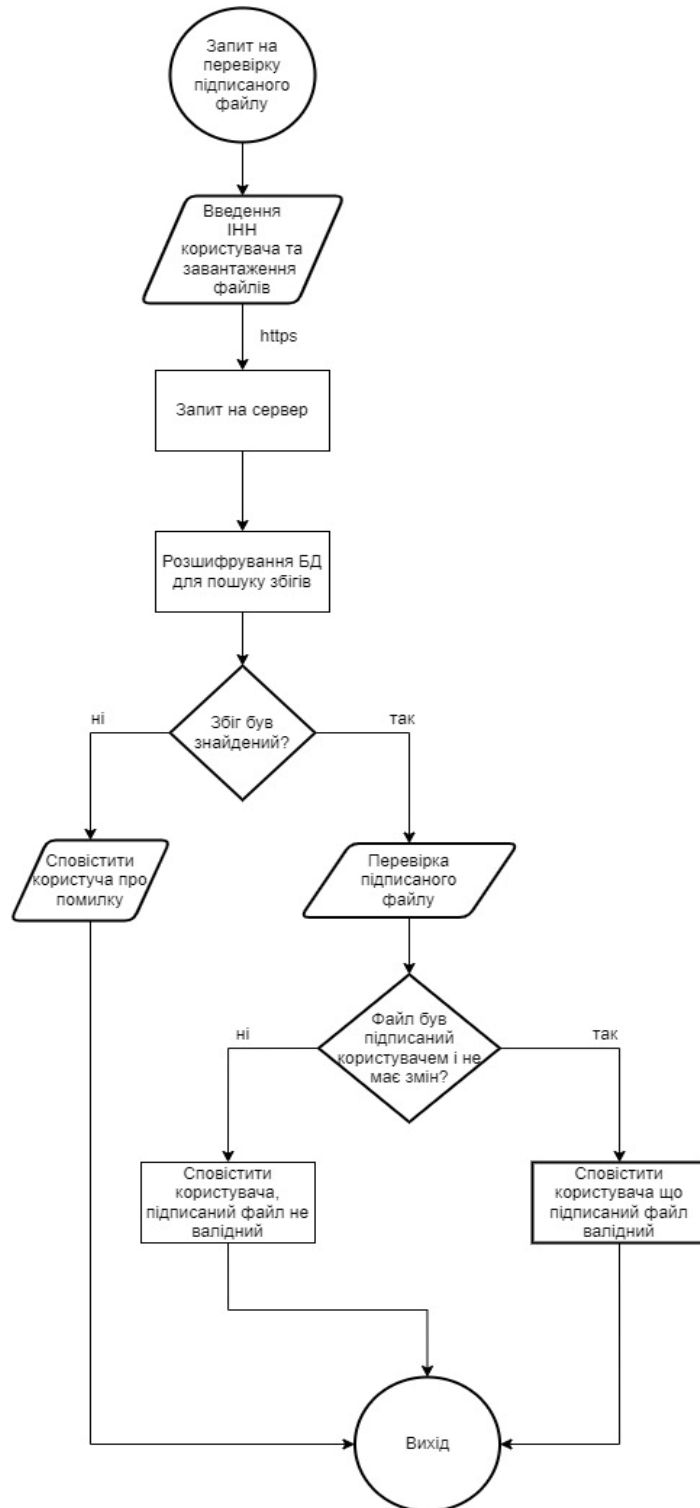 Запит на
перевірку
підписаного
файлу
Введення
ІНН
користувача та
завантаження
файлів
https
Запит на сервер
Розшифрування БД
для пошуку збігів
ні
Збіг був
знайдений?
так
Сповістити
користуча про
помилку
Перевірка
підписаного
файлу
ні
Файл був
підписаний
користувачем і не
має змін?
так
Сповістити
користувача,
підписаний файл не
валідний
Сповістити
користувача що
підписаний файл
валідний
Вихід